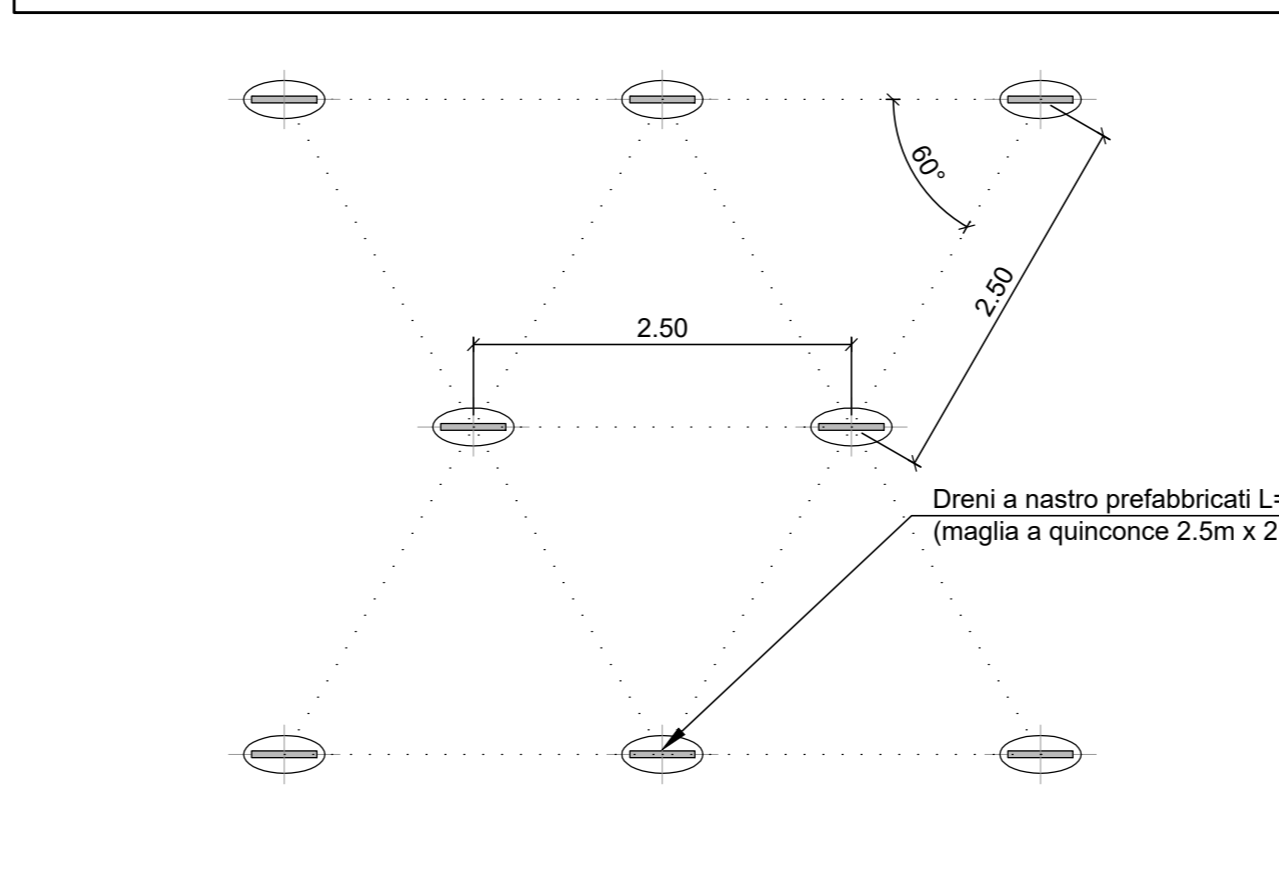 60°
2.50
2.50
Dreni a nastro prefabbricati L=
(maglia a quinconce 2.5m x 2